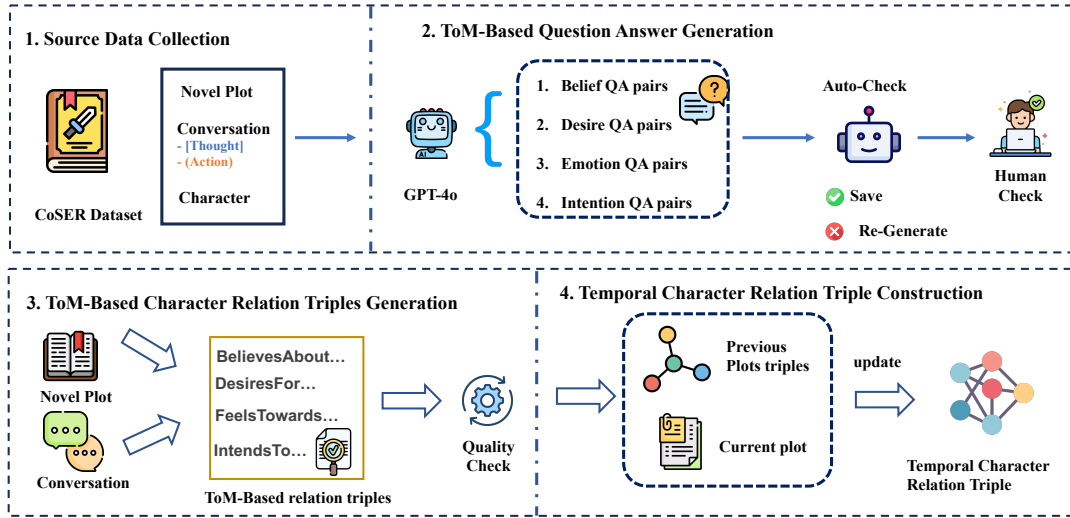 1. Source Data Collection
Novel Plot
Conversation
- [Thought]
- (Action)
Character
CoSER Dataset
2. ToM-Based Question Answer Generation
AI
GPT-4o
1. Belief QA pairs
2. Desire QA pairs
3. Emotion QA pairs
4. Intention QA pairs
?
Auto-Check
Save
Re-Generate
Human
Check
3. ToM-Based Character Relation Triples Generation
Novel Plot
Conversation
BelievesAbout…
DesiresFor…
FeelsTowards…
IntendsTo…
ToM-Based relation triples
Quality
Check
4. Temporal Character Relation Triple Construction
Previous
Plots triples
Current plot
update
Temporal Character
Relation Triple